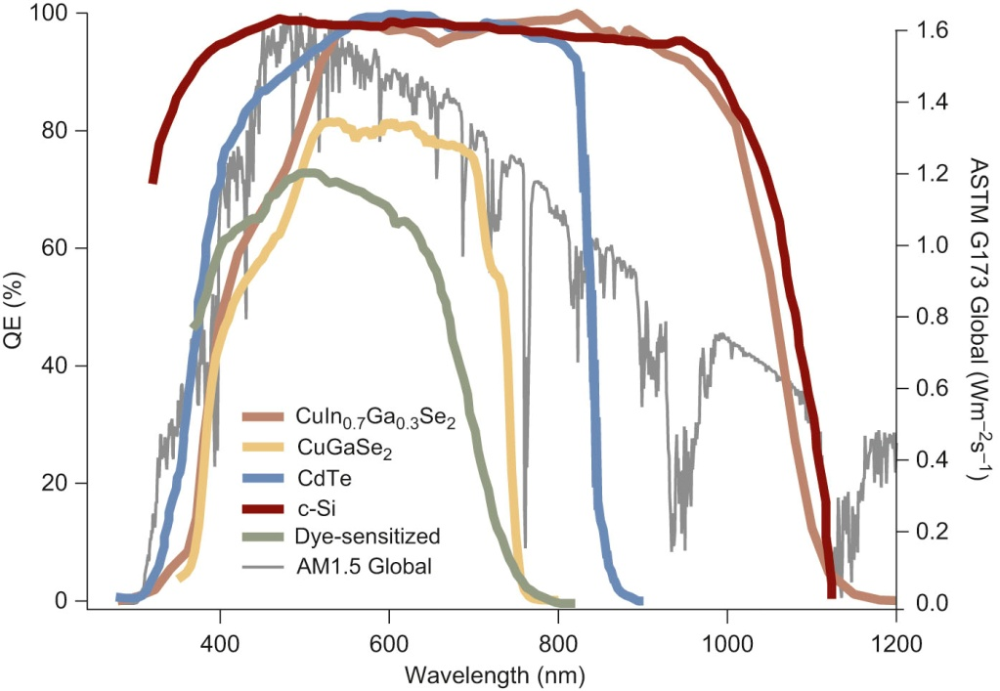 100
80
60
40
20
0
QE (%)
1.6
1.4
1.2
1.0
0.8
0.6
0.4
0.2
0.0
ASTM G173 Global (Wm⁻²s⁻¹)
CuIn₀.₇Ga₀.₃Se₂
CuGaSe₂
CdTe
c-Si
Dye-sensitized
AM1.5 Global
400
600
800
1000
1200
Wavelength (nm)